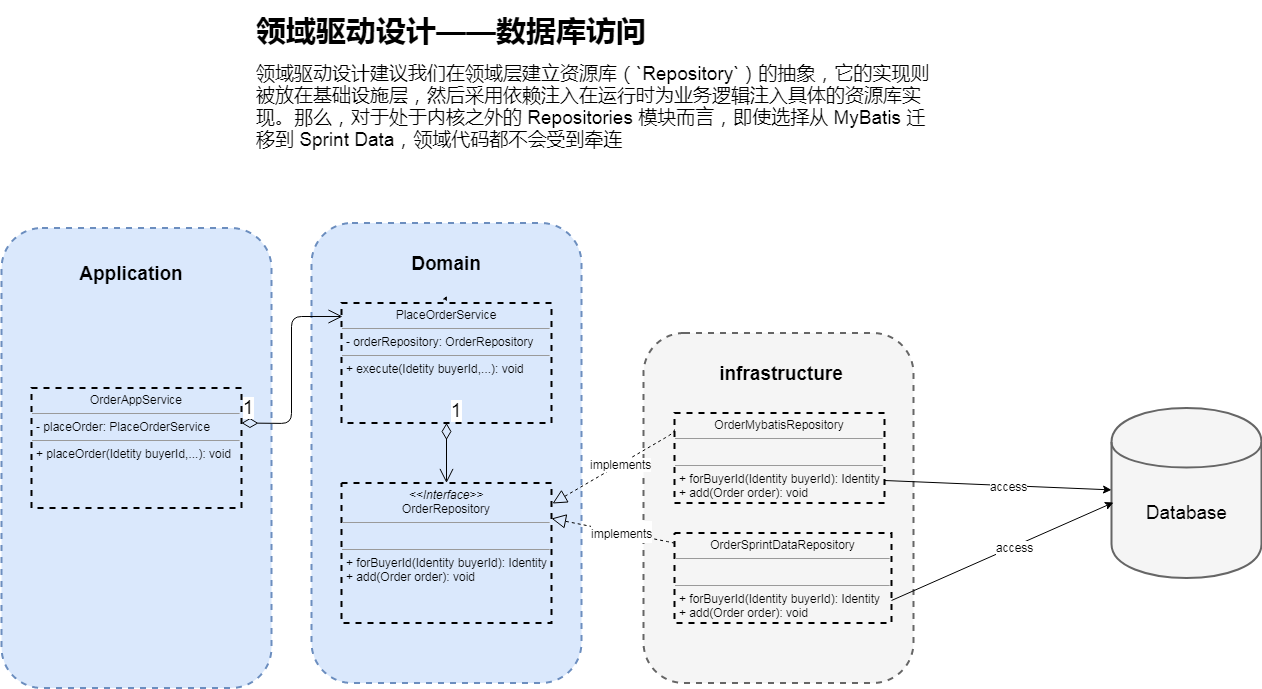 领域驱动设计——数据库访问
领域驱动设计建议我们在领域层建立资源库（`Repository`）的抽象，它的实现则
被放在基础设施层，然后采用依赖注入在运行时为业务逻辑注入具体的资源库实
现。那么，对于处于内核之外的 Repositories 模块而言，即使选择从 MyBatis 迁
移到 Sprint Data，领域代码都不会受到牵连
Application
OrderAppService
- placeOrder: PlaceOrderService
+ placeOrder(Idetity buyerId,...): void
1
Domain
PlaceOrderService
- orderRepository: OrderRepository
+ execute(Idetity buyerId,...): void
1
<<Interface>>
OrderRepository
+ forBuyerId(Identity buyerId): Identity
+ add(Order order): void
implements
implements
infrastructure
OrderMybatisRepository
+ forBuyerId(Identity buyerId): Identity
+ add(Order order): void
OrderSprintDataRepository
+ forBuyerId(Identity buyerId): Identity
+ add(Order order): void
access
access
Database